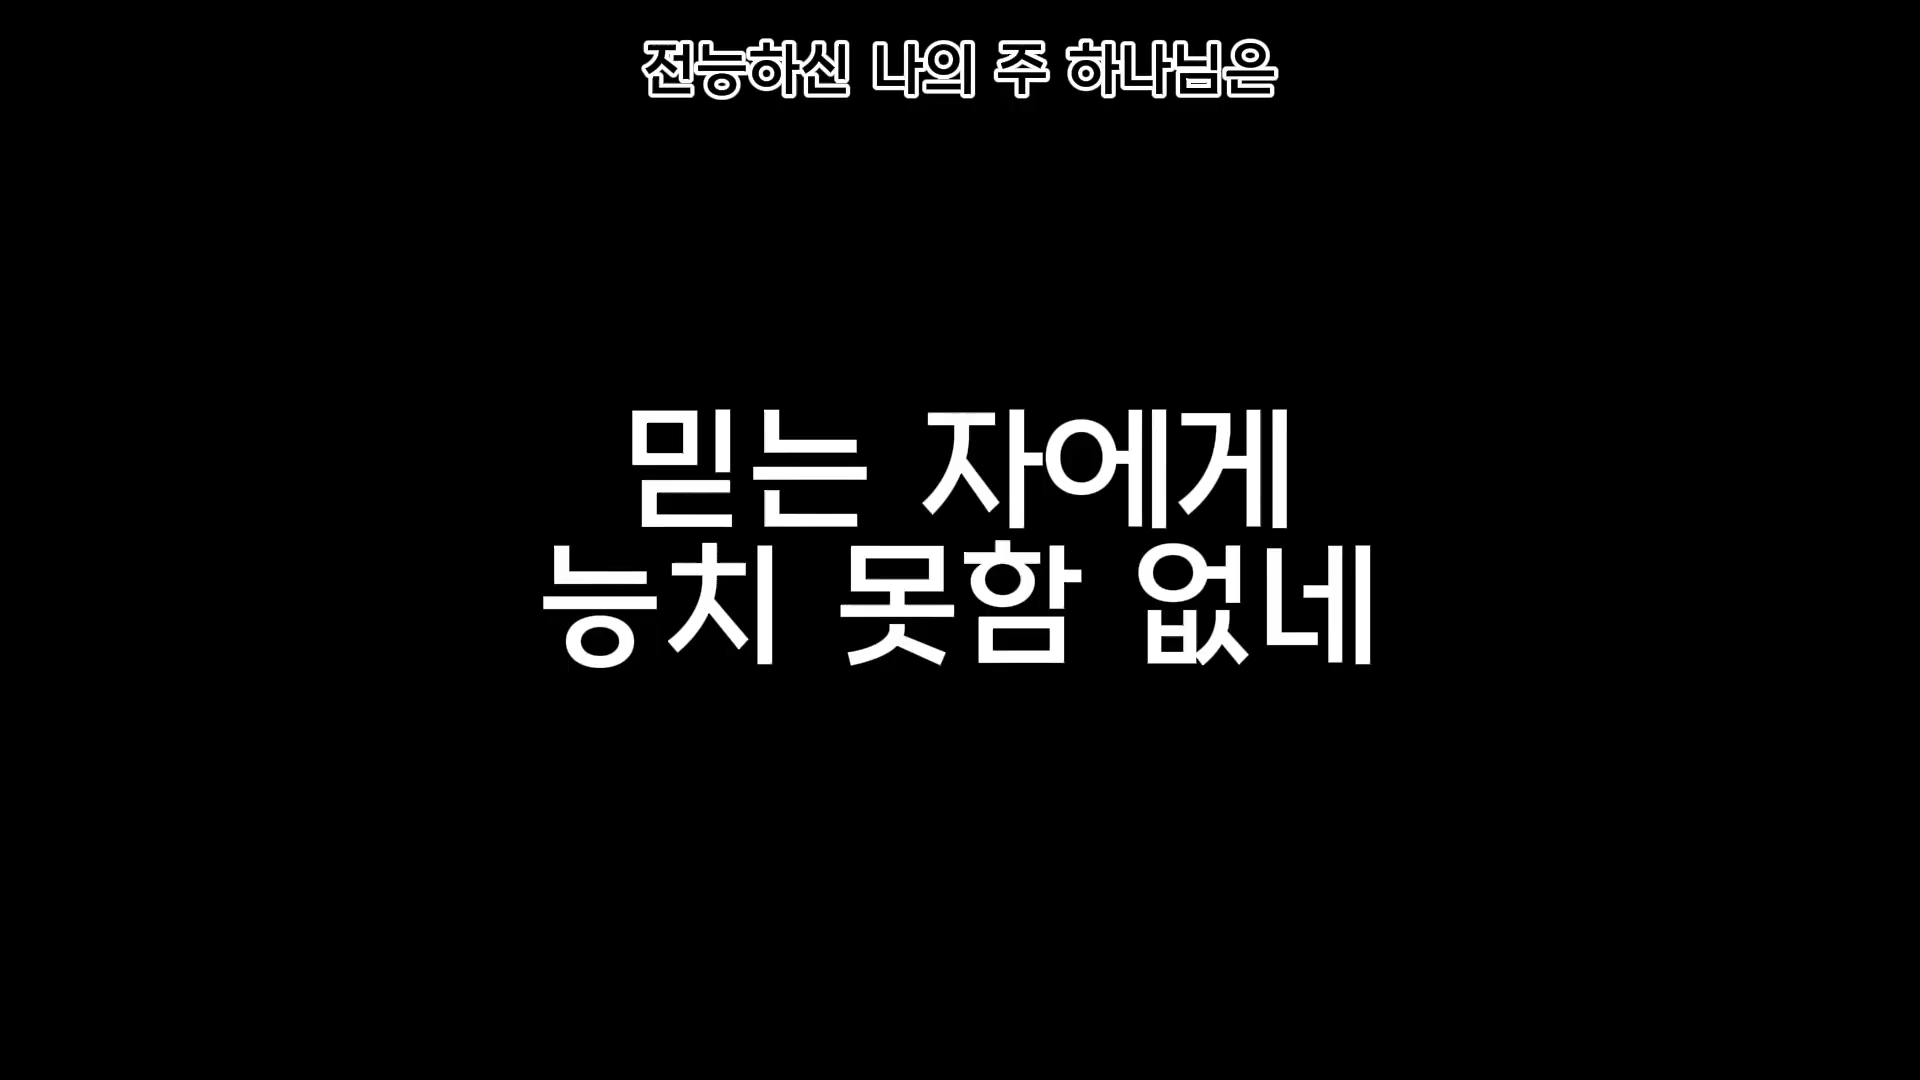 전능하신 나의 주 하나님은
믿는 자에게
능치 못함 없네